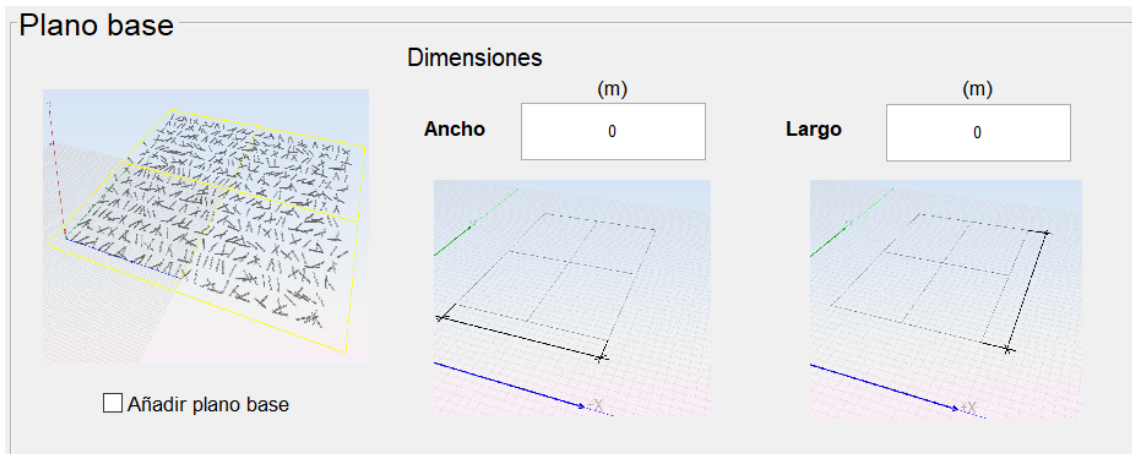 Plano base
Dimensiones
(m)
(m)
Ancho
0
Largo
0
Añadir plano base
+X